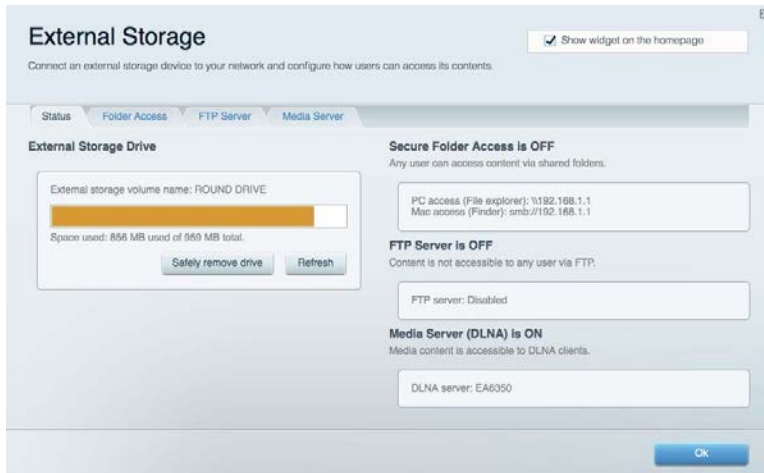 External Storage
Show widget on the homepage
Connect an external storage device to your network and configure how users can access its contents.
Status
Folder Access
FTP Server
Media Server
External Storage Drive
External storage volume name: ROUND DRIVE
Space used: 856 MB used of 959 MB total.
Safely remove drive
Refresh
Secure Folder Access is OFF
Any user can access content via shared folders.
PC access (File explorer): \\192.168.1.1
Mac access (Finder): smb://192.168.1.1
FTP Server is OFF
Content is not accessible to any user via FTP.
FTP server: Disabled
Media Server (DLNA) is ON
Media content is accessible to DLNA clients.
DLNA server: EA6350
Ok